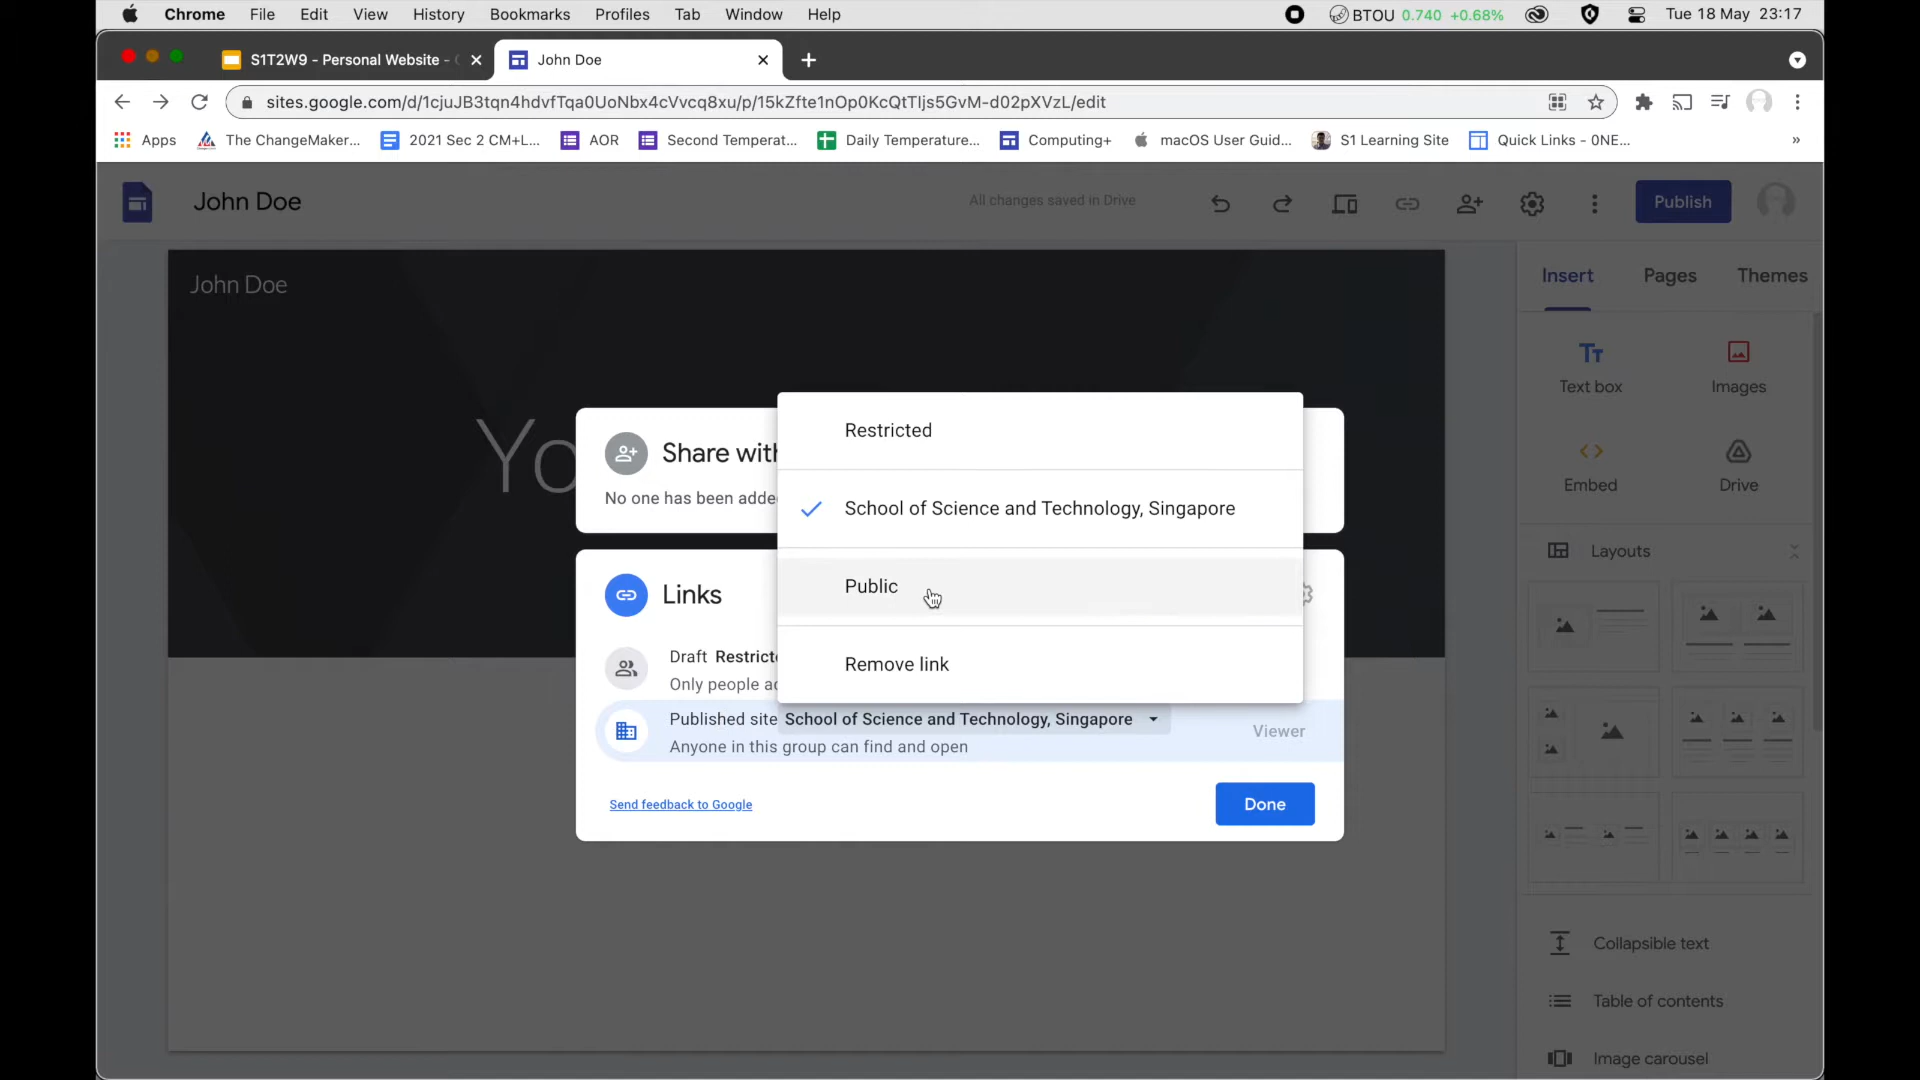 Chrome File Edit View History Bookmarks Profiles Tab Window Help BTOU 0.740 +0.68% Tue 18 May 23:17
S1T2W9 - Personal Website - John Doe
sites.google.com/d/1cjuJB3tqn4hdvfTqa0UoNbx4cVvcq8xu/p/15kZfte1nOp0KcQtTIjs5GvM-d02pXVzL/edit
Apps The ChangeMaker... 2021 Sec 2 CM+L... AOR Second Temperat... Daily Temperature... Computing+ macOS User Guid... S1 Learning Site Quick Links - 0NE... »
John Doe All changes saved in Drive Publish
Insert Pages Themes
John Doe
Text box Images
Embed Drive
Layouts
Collapsible text
Table of contents
Image carousel
Yo
Share with
No one has been adde
Restricted
School of Science and Technology, Singapore
Public
Remove link
Links
Draft Restricte
Only people a
Published site School of Science and Technology, Singapore
Anyone in this group can find and open
Viewer
Send feedback to Google
Done